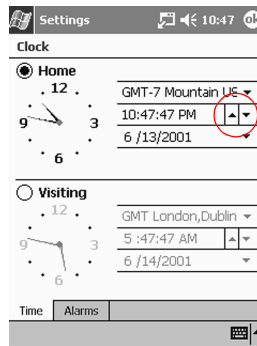 Settings 10:47 ok
Clock
Home
12
9 3
6
GMT-7 Mountain US
10:47:47 PM
6 /13/2001
Visiting
12
9 3
6
GMT London,Dublin
5 :47:47 AM
6 /14/2001
Time Alarms